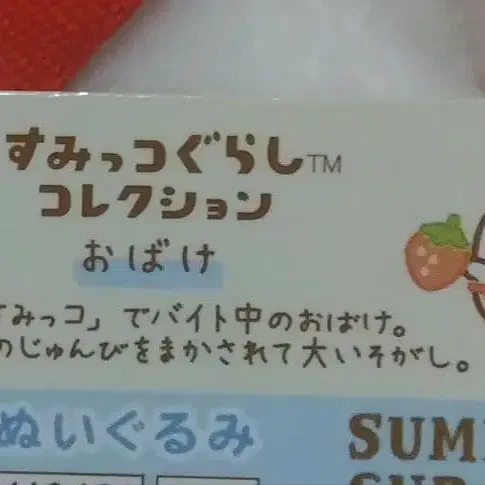 すみっコぐらし™
コレクション
おばけ
すみっコ」でバイト中のおばけ。
のじゅんびをまかされて大いそがし。
ぬいぐるみ
SUM